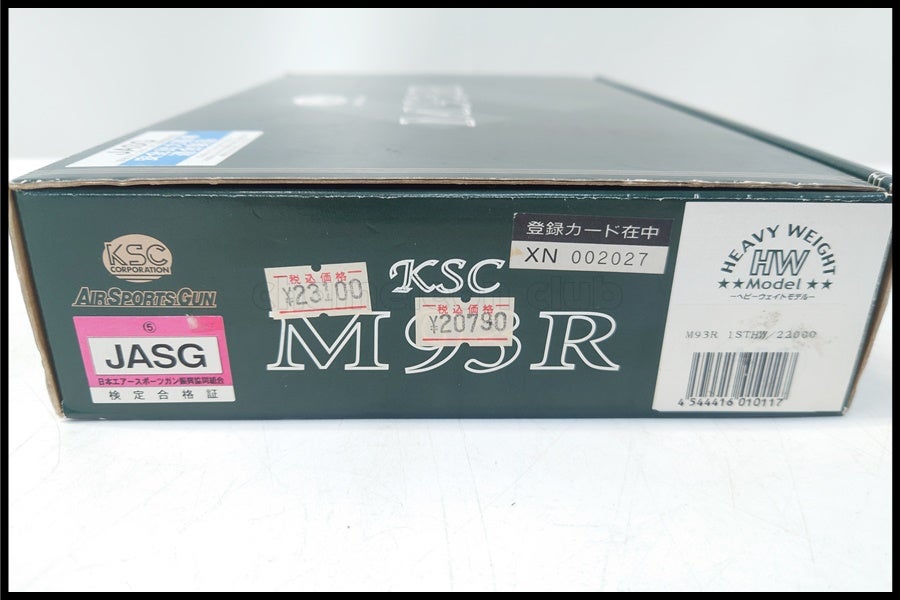 JASG
KSC
CORPORATION
AIRSPORTS GUN
⑤
JASG
日本エアースポーツガン振興協同組合
検定合格証
税込価格
¥23100
KSC
税込価格
¥20790
M93R
登録カード在中
XN 002027
HEAVY WEIGHT
HW
★★Model★★
ーヘビーウェイトモデルー
M93R 1STHW/22000
4 544416 010117